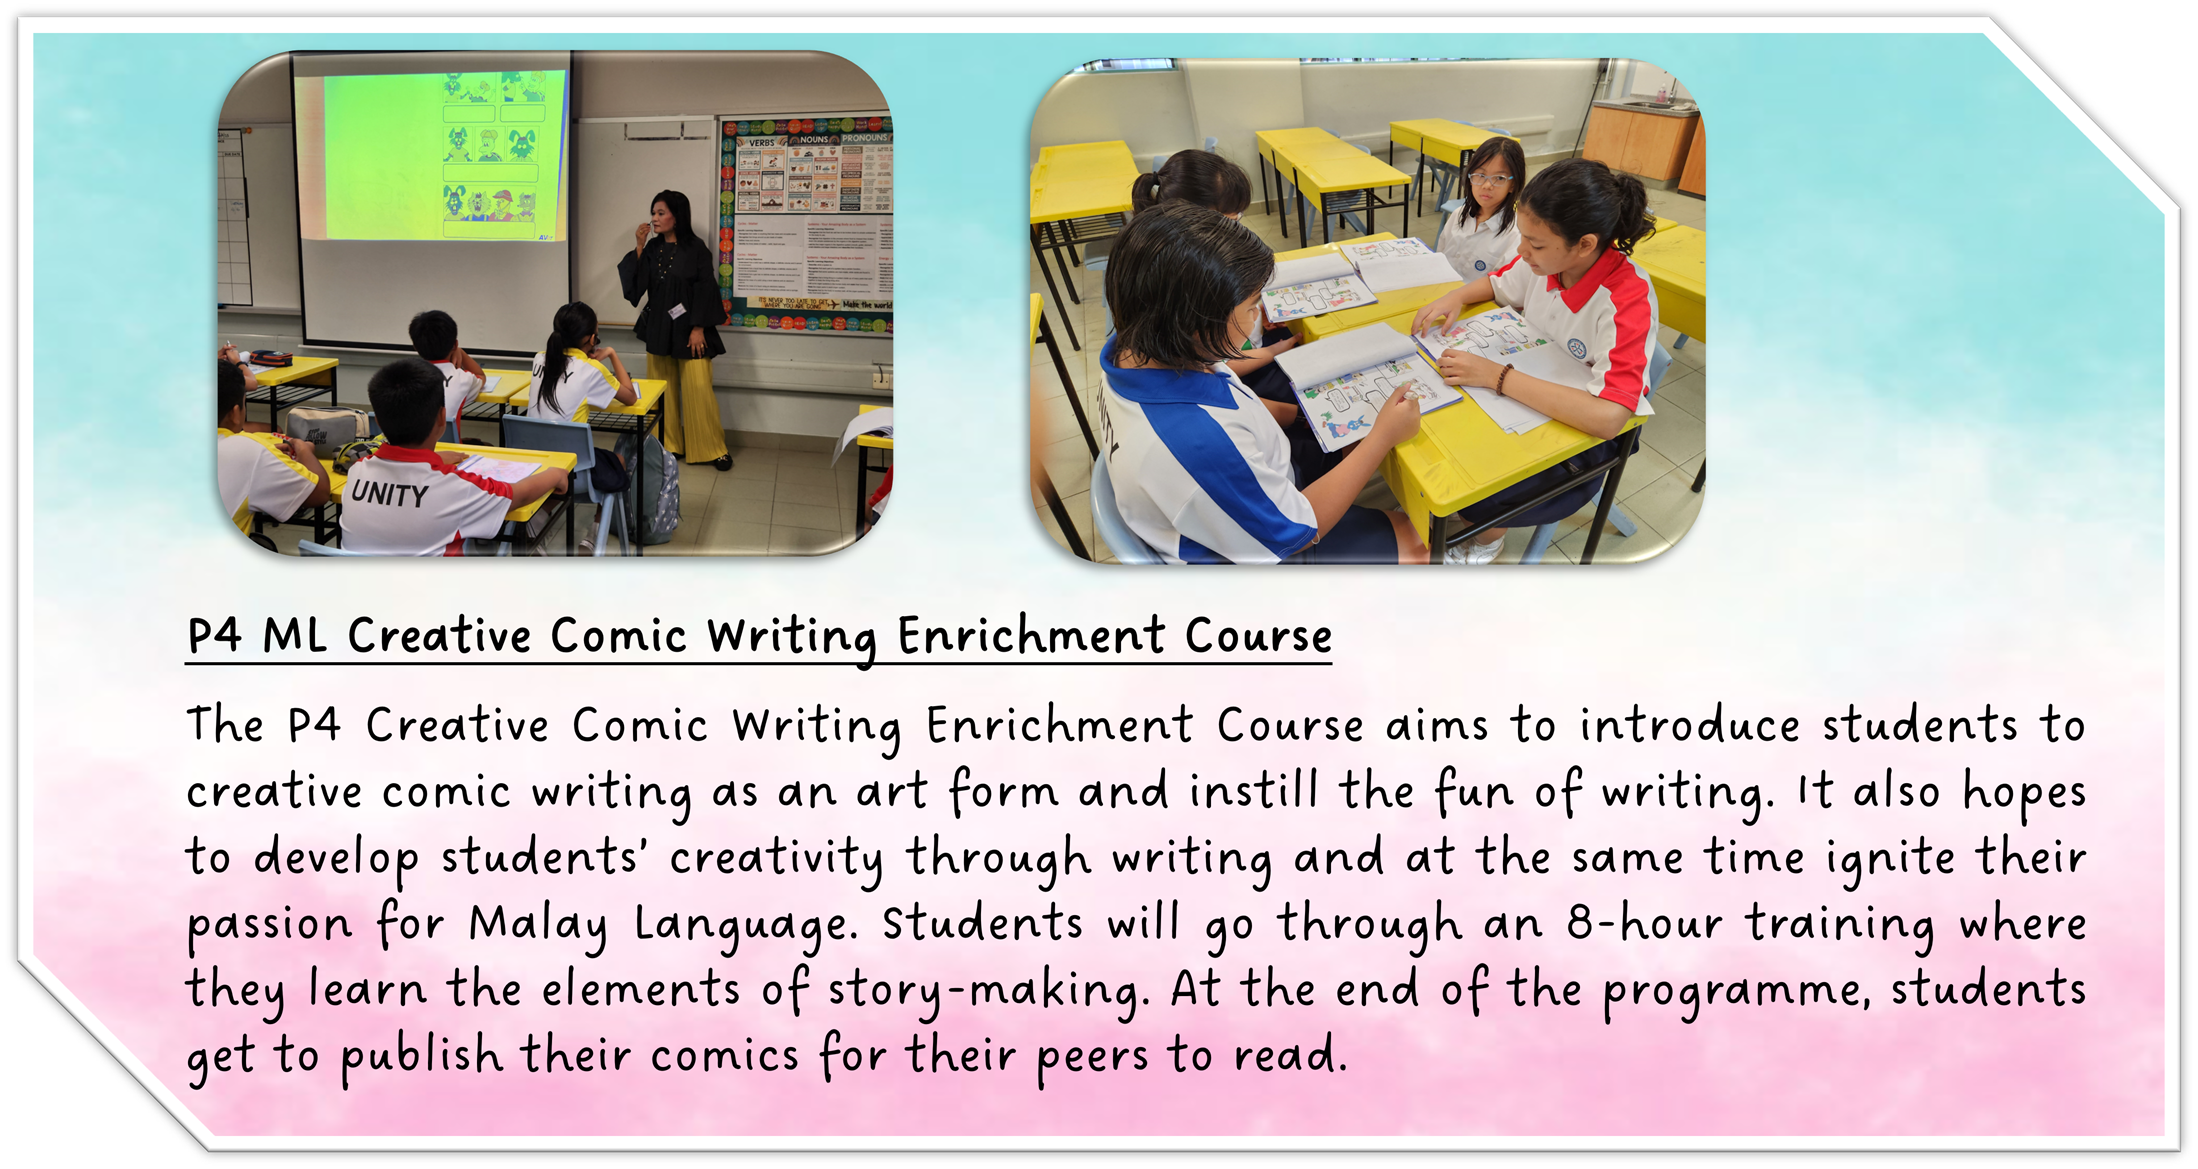 VERBS
NOUNS
PRONOUNS
IT'S NEVER TOO LATE TO GET
WHERE YOU ARE GOING
Make the world
UNITY
P4 ML Creative Comic Writing Enrichment Course
The P4 Creative Comic Writing Enrichment Course aims to introduce students to
creative comic writing as an art form and instill the fun of writing. It also hopes
to develop students' creativity through writing and at the same time ignite their
passion for Malay Language. Students will go through an 8-hour training where
they learn the elements of story-making. At the end of the programme, students
get to publish their comics for their peers to read.